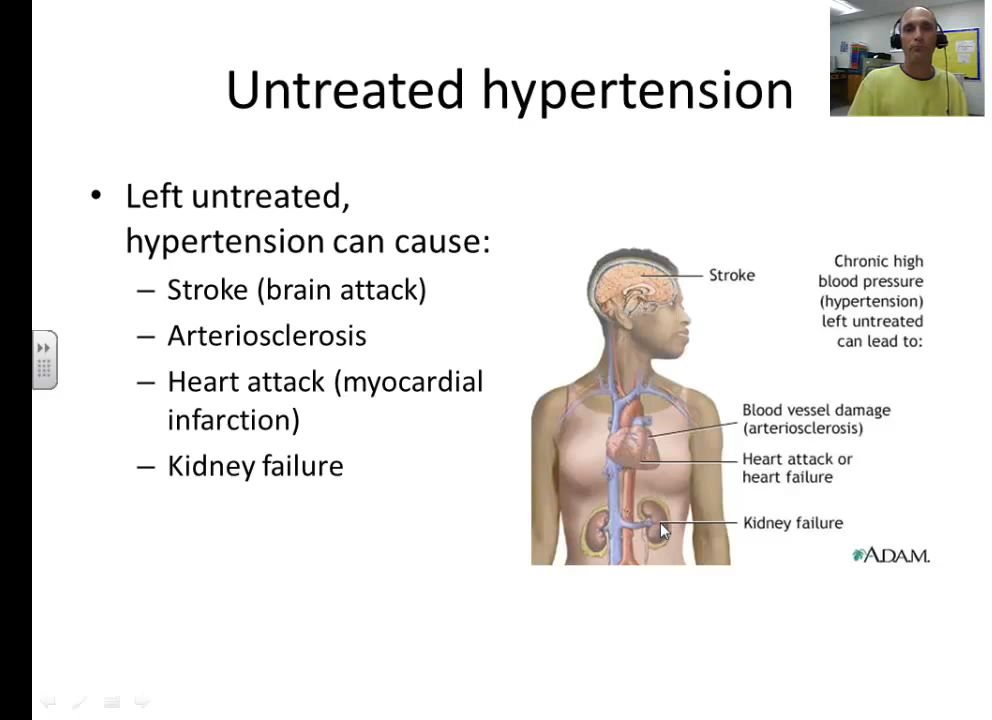 Untreated hypertension
• Left untreated,
hypertension can cause:
– Stroke (brain attack)
– Arteriosclerosis
– Heart attack (myocardial
infarction)
– Kidney failure
Stroke
Chronic high
blood pressure
(hypertension)
left untreated
can lead to:
Blood vessel damage
(arteriosclerosis)
Heart attack or
heart failure
Kidney failure
ADAM.